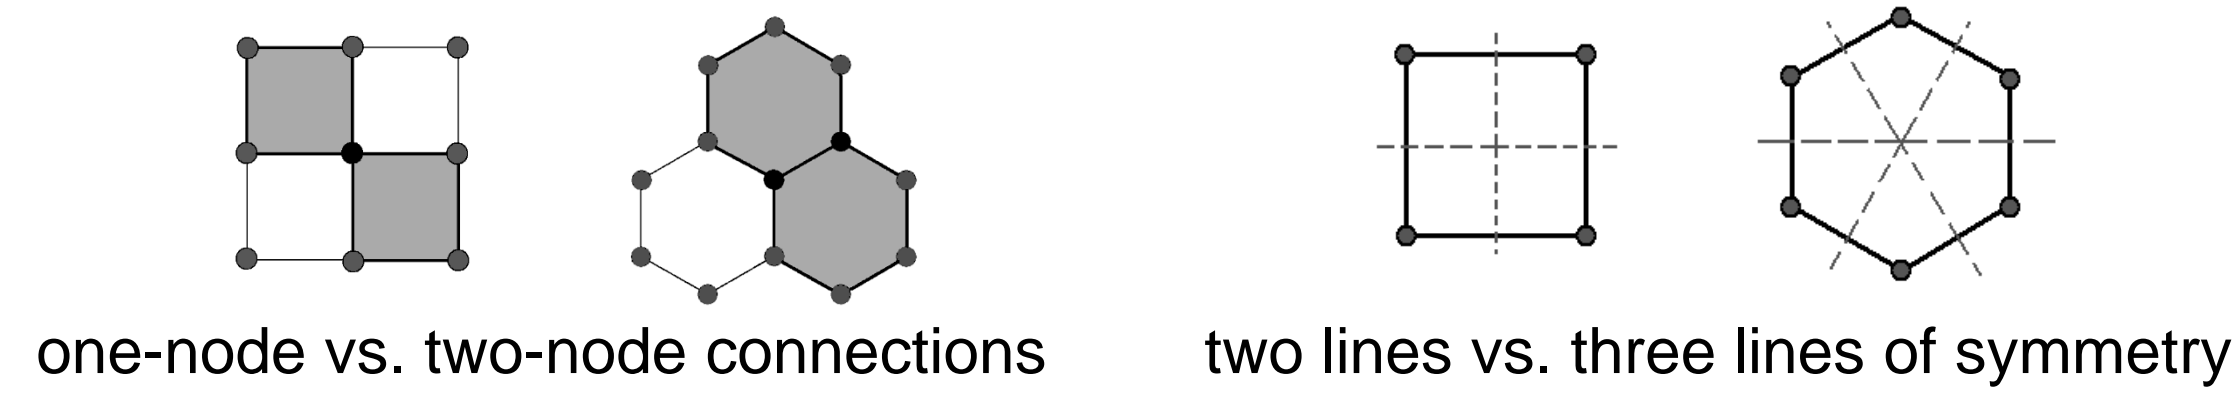 one-node vs. two-node connections
two lines vs. three lines of symmetry